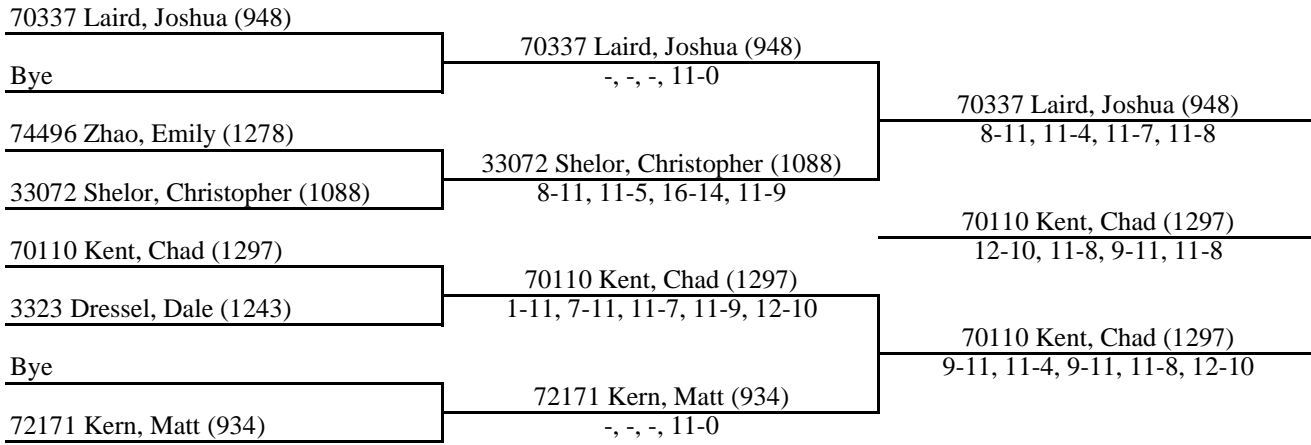 70337 Laird, Joshua (948)
Bye
74496 Zhao, Emily (1278)
33072 Shelor, Christopher (1088)
70110 Kent, Chad (1297)
3323 Dressel, Dale (1243)
Bye
72171 Kern, Matt (934)
70337 Laird, Joshua (948)
-, -, -, 11-0
33072 Shelor, Christopher (1088)
8-11, 11-5, 16-14, 11-9
70110 Kent, Chad (1297)
1-11, 7-11, 11-7, 11-9, 12-10
72171 Kern, Matt (934)
-, -, -, 11-0
70337 Laird, Joshua (948)
8-11, 11-4, 11-7, 11-8
70110 Kent, Chad (1297)
12-10, 11-8, 9-11, 11-8
70110 Kent, Chad (1297)
9-11, 11-4, 9-11, 11-8, 12-10